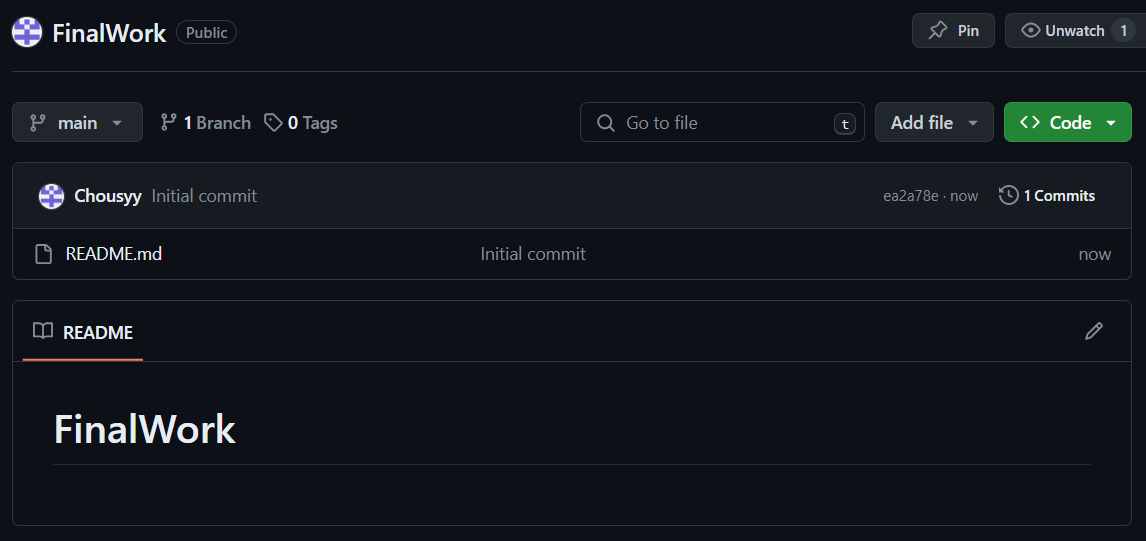 FinalWork Public Pin Unwatch 1
main 1 Branch 0 Tags Go to file t Add file Code
Chousyy Initial commit ea2a78e · now 1 Commits
README.md Initial commit now
README
FinalWork